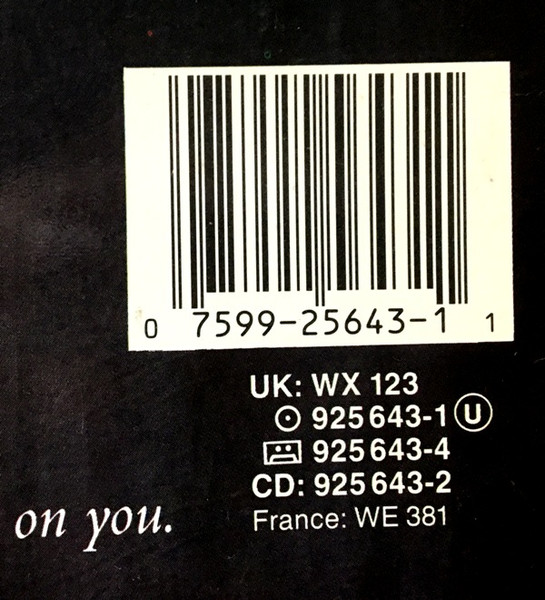 0 7599-25643-1 1
UK: WX 123
925 643-1 U
925 643-4
CD: 925 643-2
on you.
France: WE 381